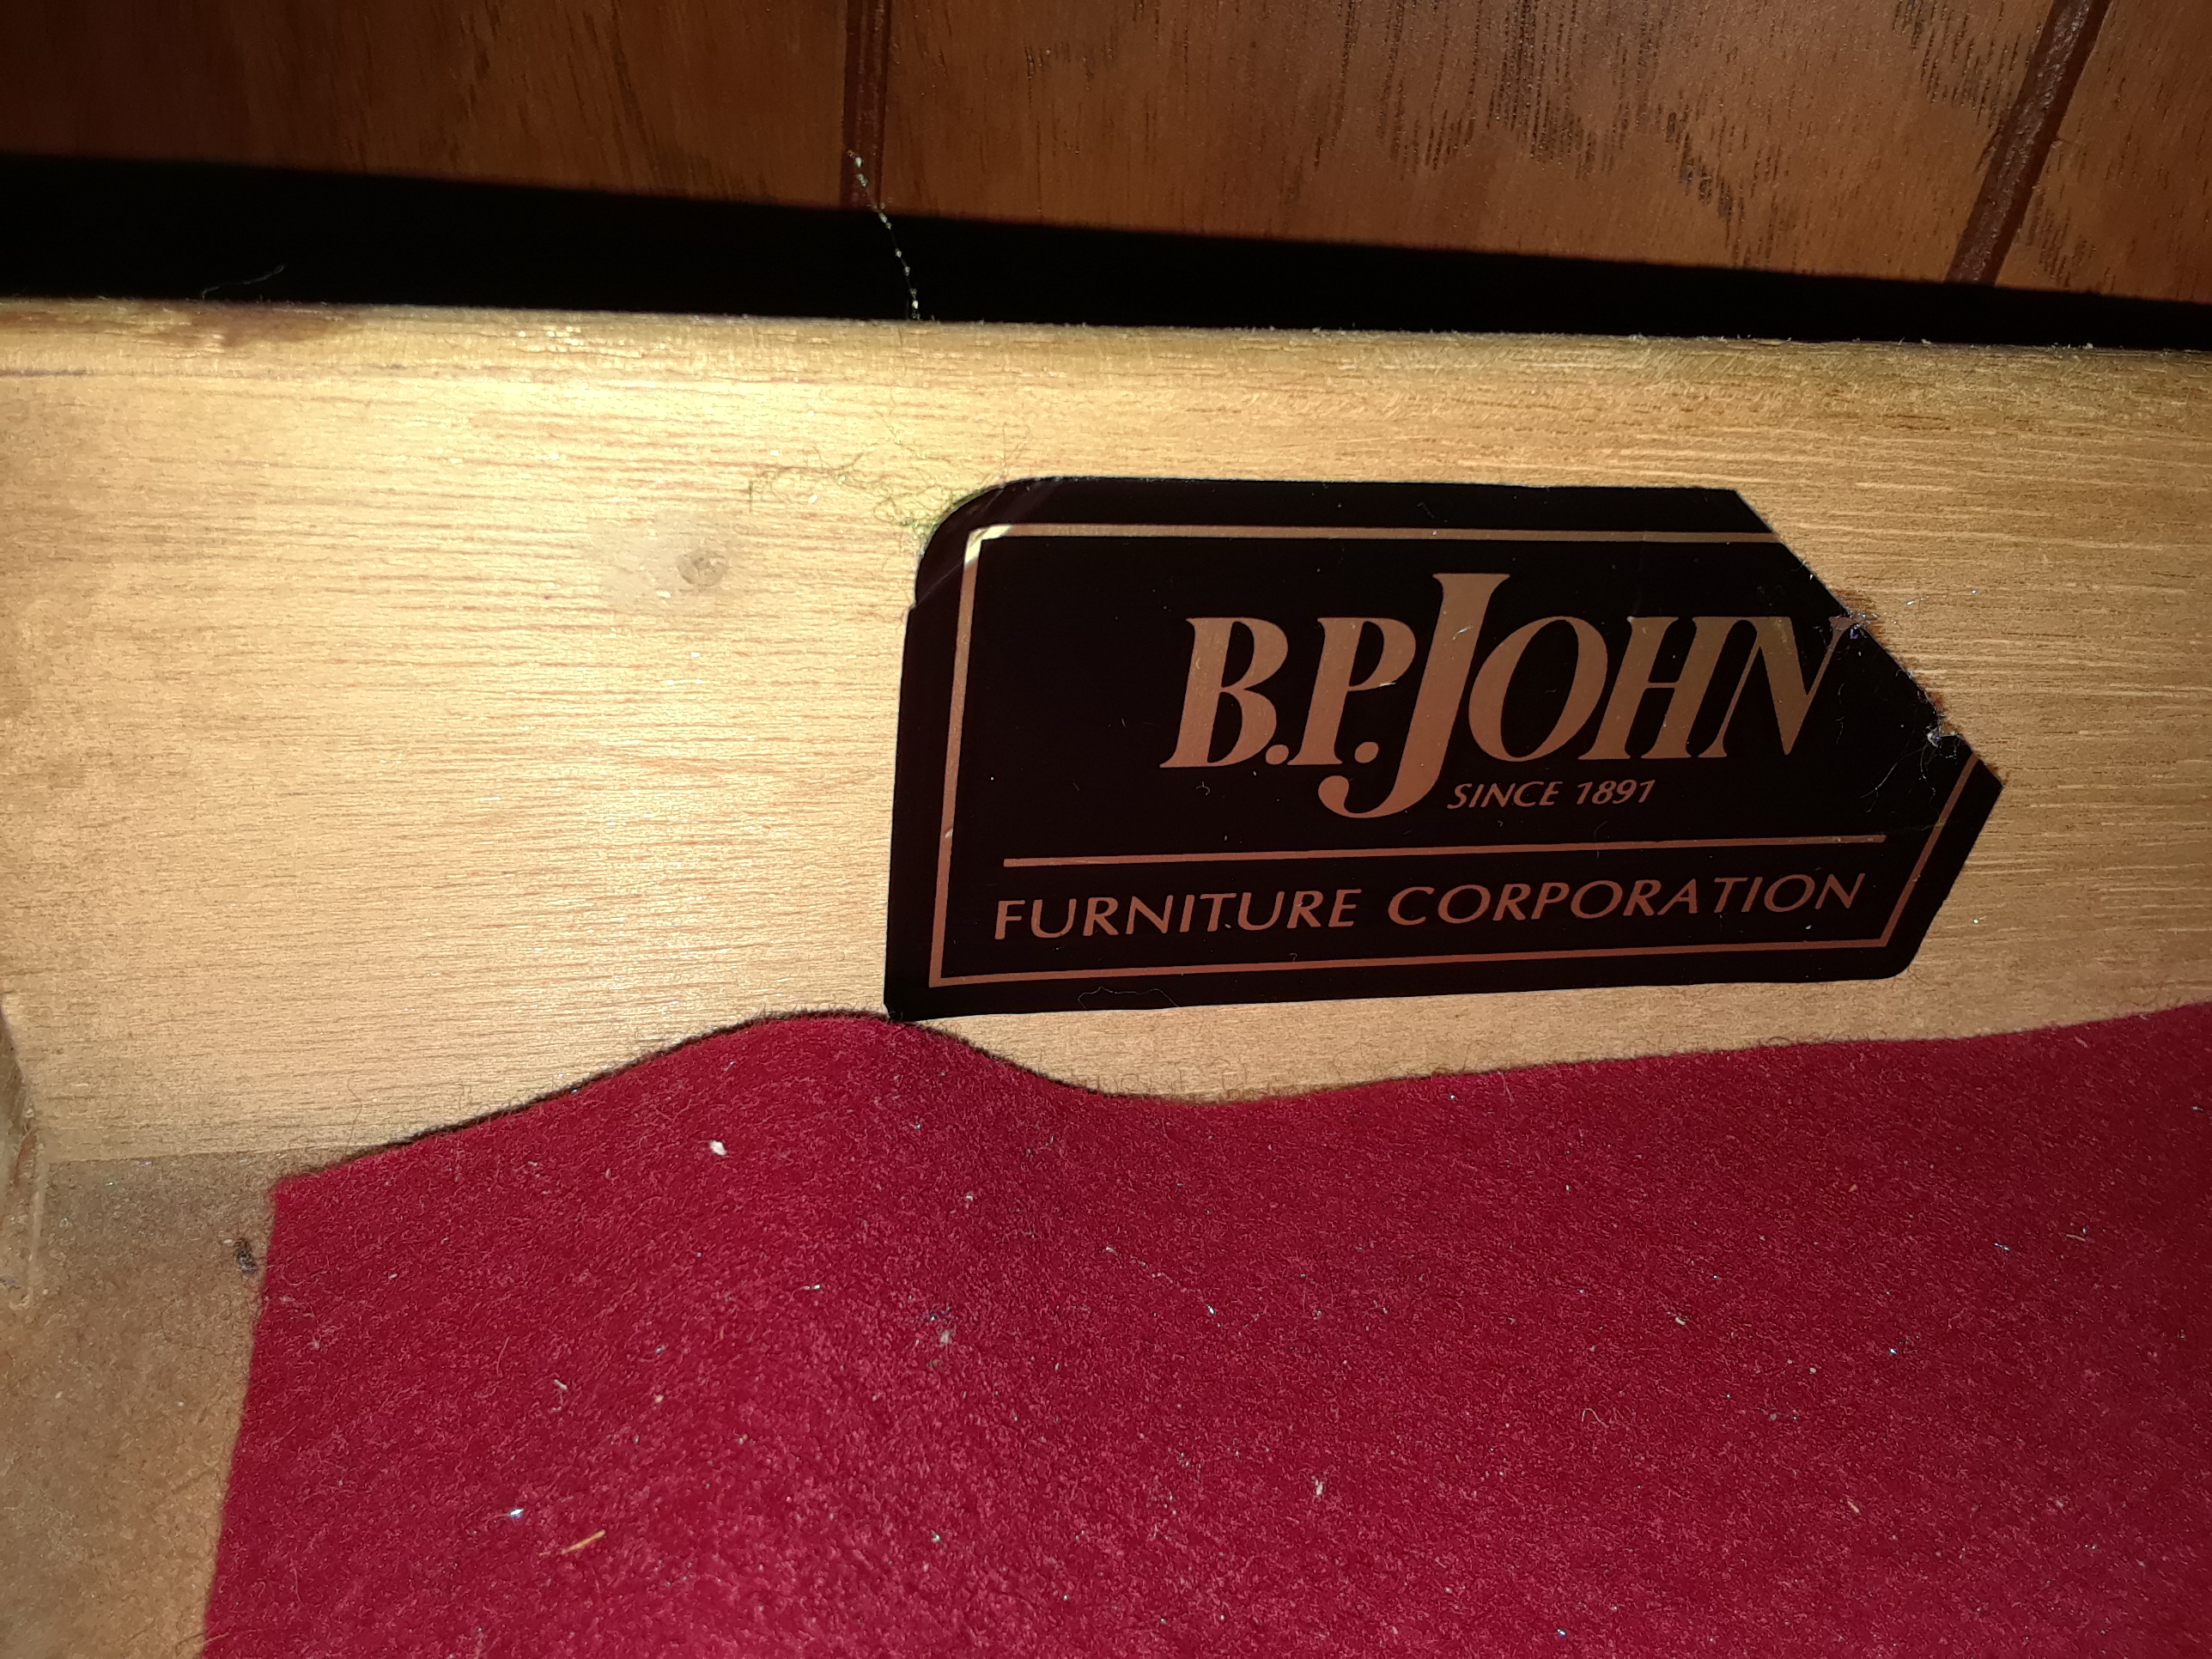 B.P. JOHN
SINCE 1891
FURNITURE CORPORATION